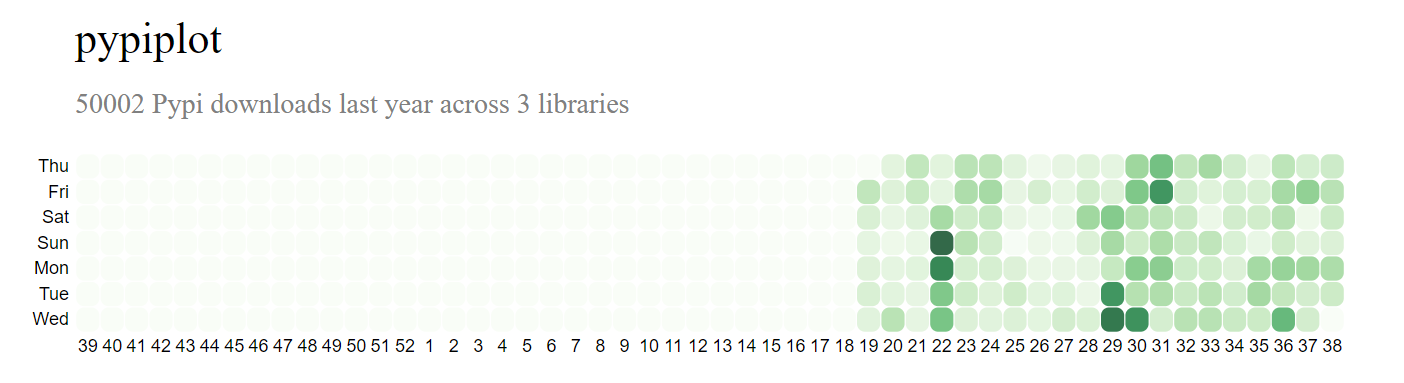 pypiplot
50002 Pypi downloads last year across 3 libraries
Thu
Fri
Sat
Sun
Mon
Tue
Wed
39 40 41 42 43 44 45 46 47 48 49 50 51 52 1 2 3 4 5 6 7 8 9 10 11 12 13 14 15 16 17 18 19 20 21 22 23 24 25 26 27 28 29 30 31 32 33 34 35 36 37 38